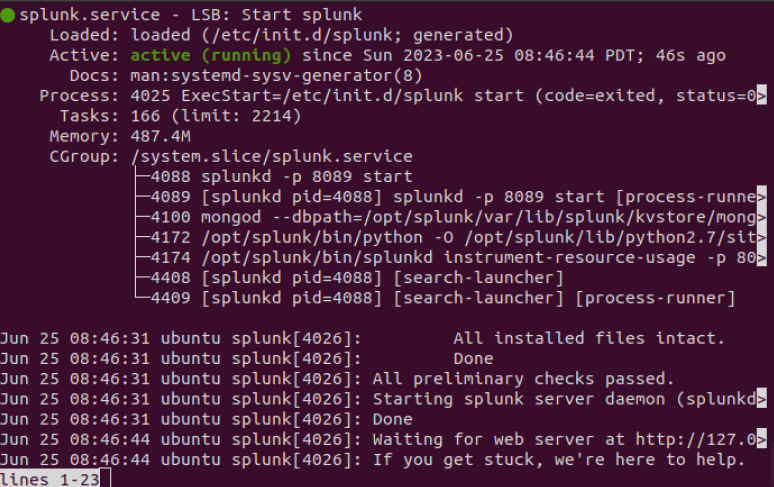 ● splunk.service - LSB: Start splunk
     Loaded: loaded (/etc/init.d/splunk; generated)
     Active: active (running) since Sun 2023-06-25 08:46:44 PDT; 46s ago
       Docs: man:systemd-sysv-generator(8)
    Process: 4025 ExecStart=/etc/init.d/splunk start (code=exited, status=0>
      Tasks: 166 (limit: 2214)
     Memory: 487.4M
     CGroup: /system.slice/splunk.service
             ├─4088 splunkd -p 8089 start
             ├─4089 [splunkd pid=4088] splunkd -p 8089 start [process-runne>
             ├─4100 mongod --dbpath=/opt/splunk/var/lib/splunk/kvstore/mong>
             ├─4172 /opt/splunk/bin/python -O /opt/splunk/lib/python2.7/sit>
             ├─4174 /opt/splunk/bin/splunkd instrument-resource-usage -p 80>
             ├─4408 [splunkd pid=4088] [search-launcher]
             └─4409 [splunkd pid=4088] [search-launcher] [process-runner]

Jun 25 08:46:31 ubuntu splunk[4026]:         All installed files intact.
Jun 25 08:46:31 ubuntu splunk[4026]:         Done
Jun 25 08:46:31 ubuntu splunk[4026]: All preliminary checks passed.
Jun 25 08:46:31 ubuntu splunk[4026]: Starting splunk server daemon (splunkd>
Jun 25 08:46:31 ubuntu splunk[4026]: Done
Jun 25 08:46:44 ubuntu splunk[4026]: Waiting for web server at http://127.0>
Jun 25 08:46:44 ubuntu splunk[4026]: If you get stuck, we're here to help.
lines 1-23